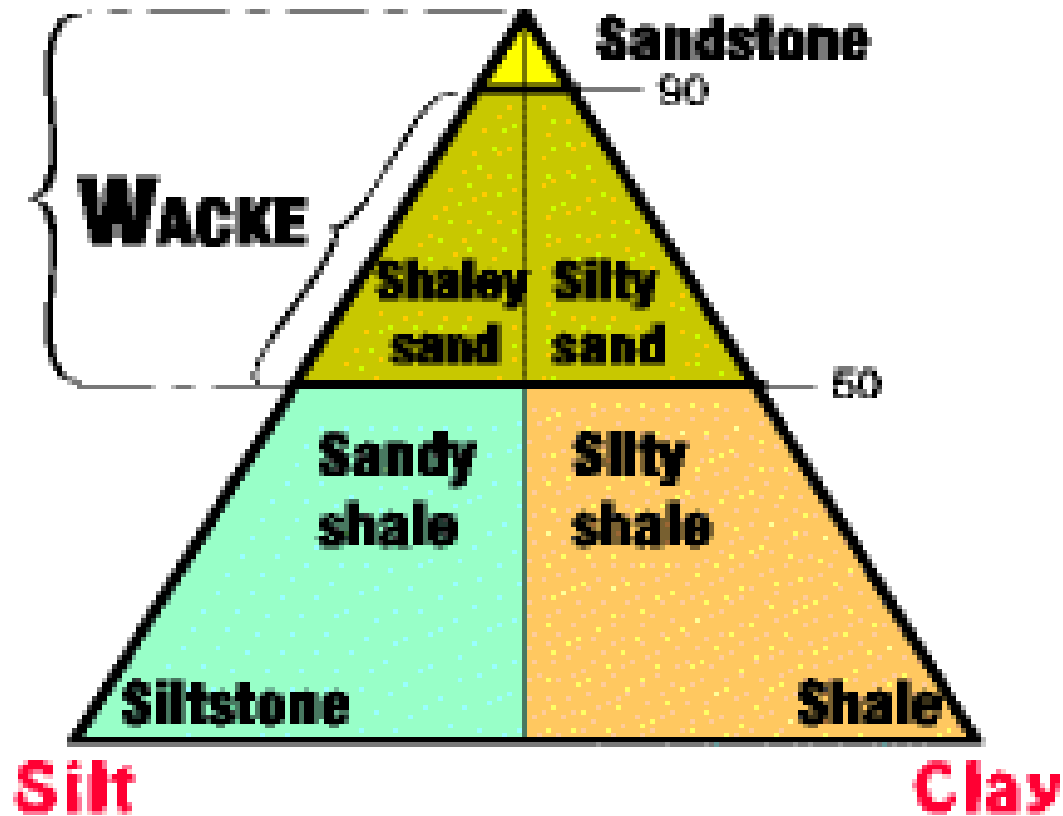 Sandstone
90
WACKE
Shaley Silty
sand sand
50
Sandy Silty
shale shale
Siltstone Shale
Silt Clay